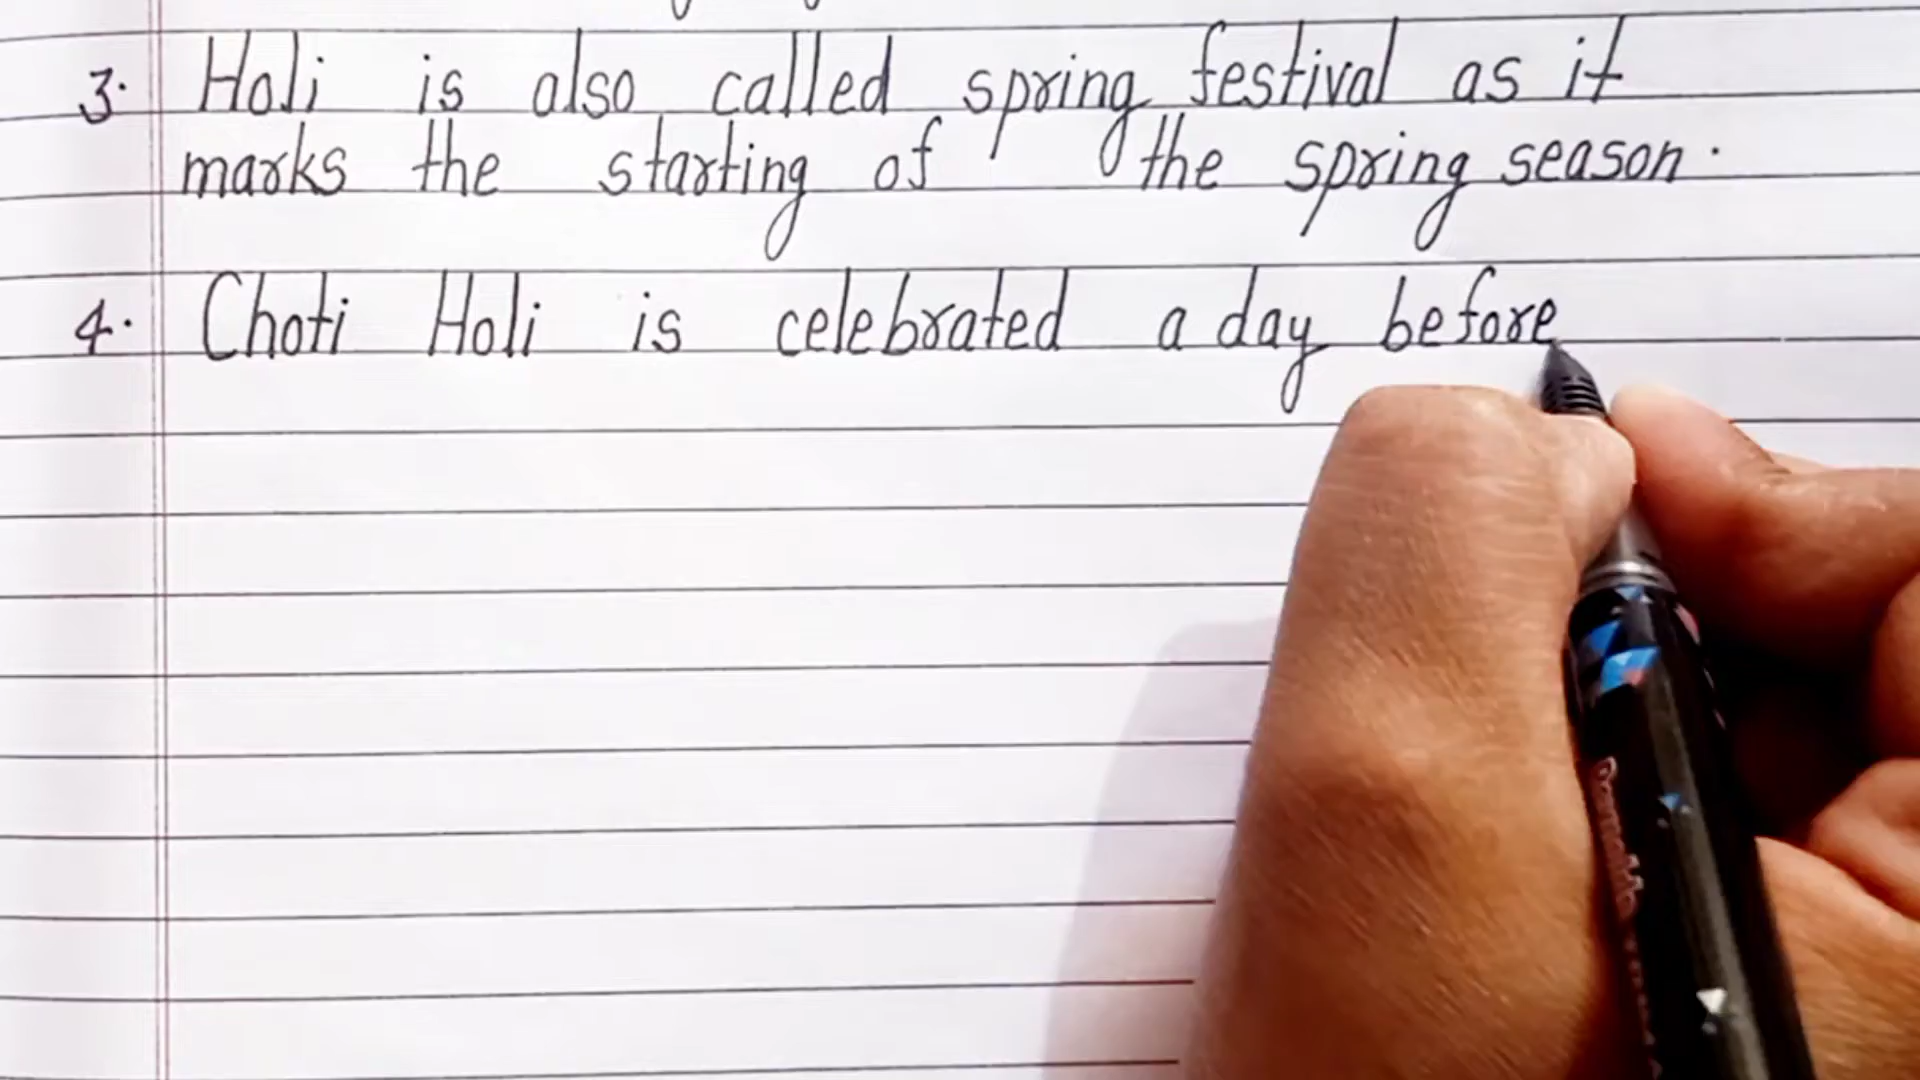 3. Holi is also called spring festival as it
marks the starting of the spring season.
4. Choti Holi is celebrated a day before